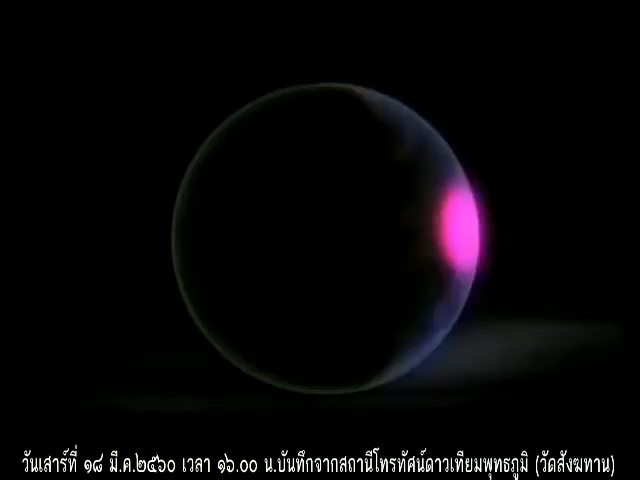 วันเสาร์ที่ ๑๘ มี.ค.๒๕๖๐ เวลา ๑๖.๐๐ น.บันทึกจากสถานีโทรทัศน์ดาวเทียมพุทธภูมิ (วัดสังฆทาน)